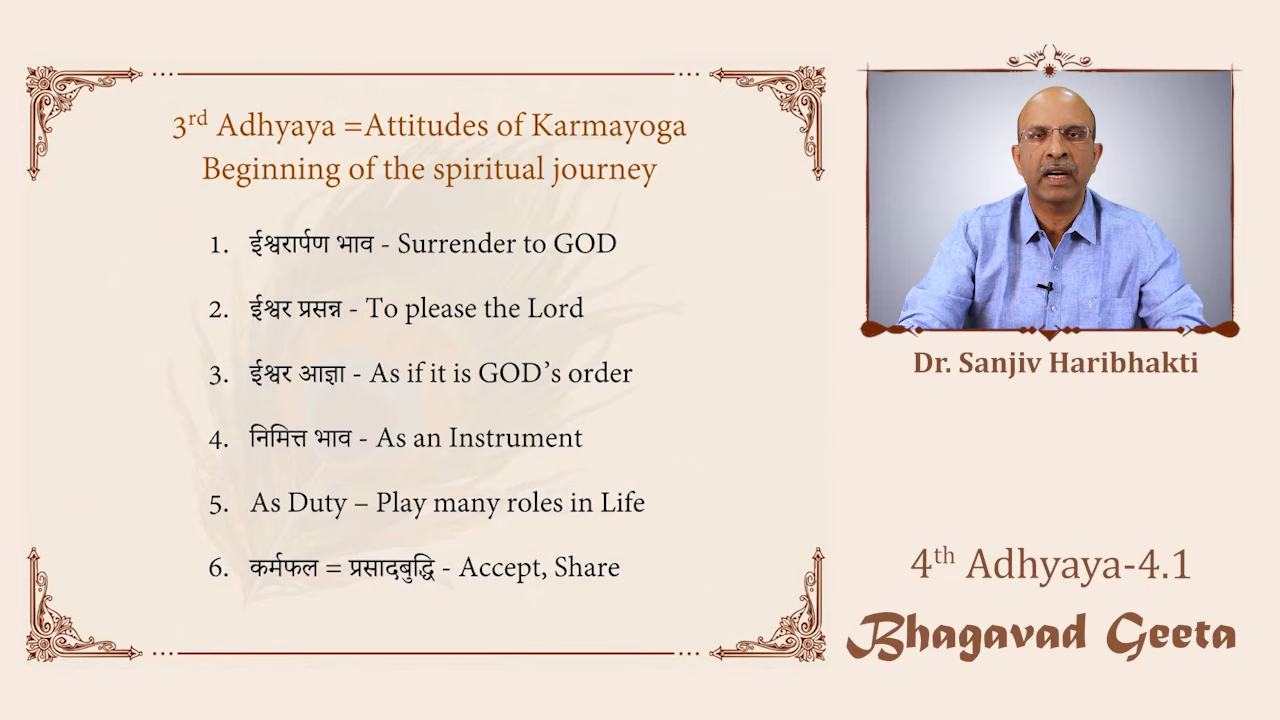 3rd Adhyaya =Attitudes of Karmayoga
Beginning of the spiritual journey
1. ईश्वरार्पण भाव - Surrender to GOD
2. ईश्वर प्रसन्न - To please the Lord
3. ईश्वर आज्ञा - As if it is GOD’s order
4. निमित्त भाव - As an Instrument
5. As Duty – Play many roles in Life
6. कर्मफल = प्रसादबुद्धि - Accept, Share
Dr. Sanjiv Haribhakti
4th Adhyaya-4.1
Bhagavad Geeta